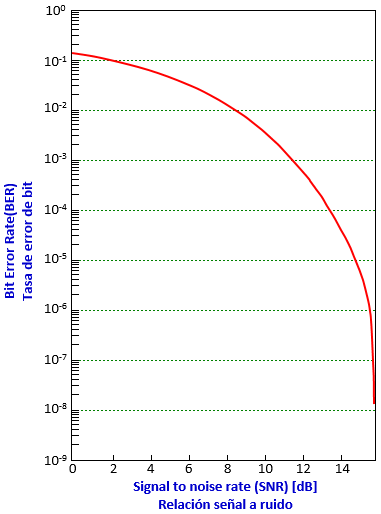 10⁰
10⁻¹
10⁻²
10⁻³
10⁻⁴
10⁻⁵
10⁻⁶
10⁻⁷
10⁻⁸
10⁻⁹
Bit Error Rate(BER)
Tasa de error de bit
0 2 4 6 8 10 12 14
Signal to noise rate (SNR) [dB]
Relación señal a ruido